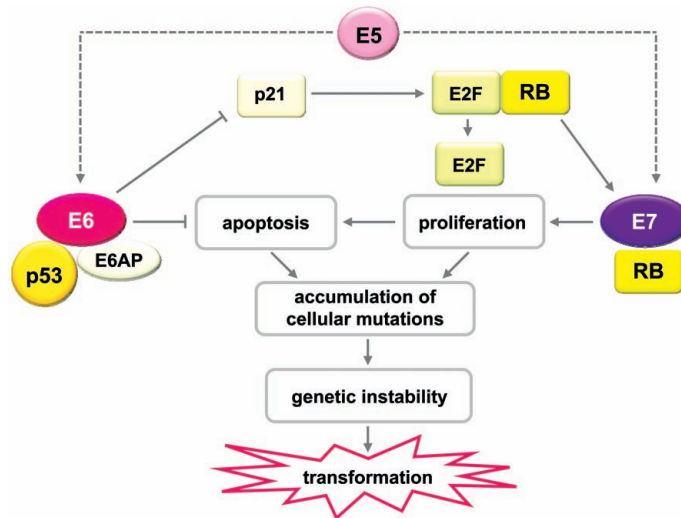 E5
p21
E2F
RB
E2F
E6
apoptosis
proliferation
E7
p53
E6AP
RB
accumulation of
cellular mutations
genetic instability
transformation